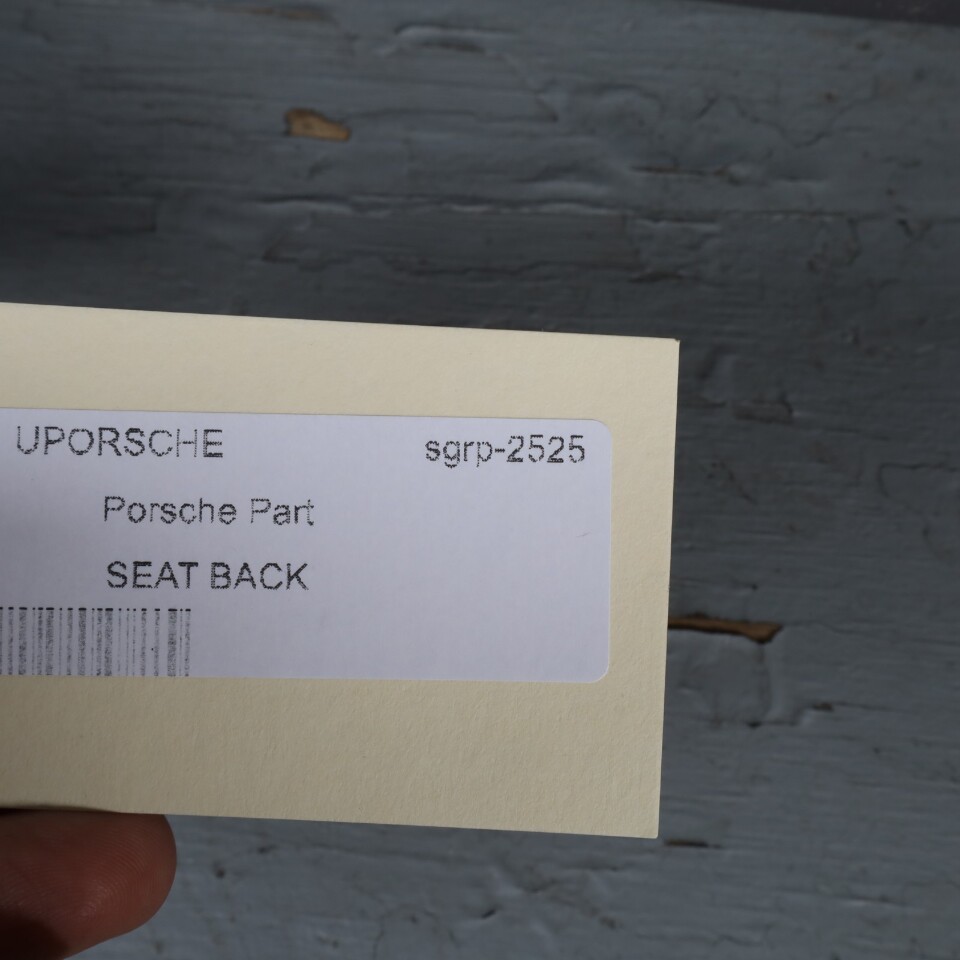 UPORSCHE sgrp-2525
Porsche Part
SEAT BACK